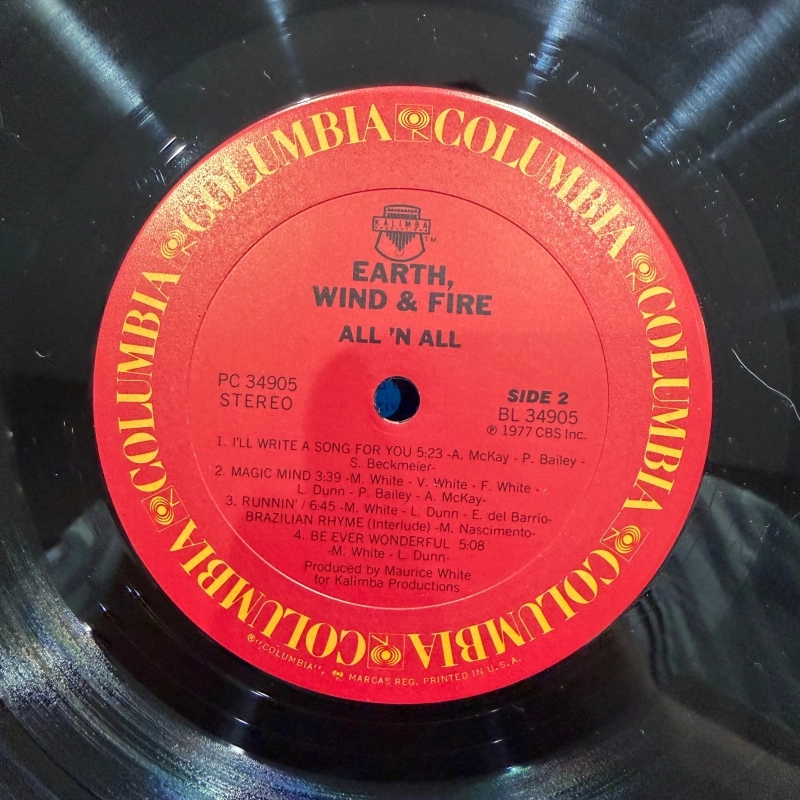 COLUMBIA COLUMBIA COLUMBIA COLUMBIA COLUMBIA COLUMBIA COLUMBIA COLUMBIA
KALIMBA
TM
EARTH,
WIND & FIRE
ALL 'N ALL
PC 34905
STEREO
SIDE 2
BL 34905
℗ 1977 CBS Inc.
1. I'LL WRITE A SONG FOR YOU 5:23 -A. McKay - P. Bailey -
S. Beckmeier-
2. MAGIC MIND 3:39 -M. White - V. White - F. White -
L. Dunn - P. Bailey - A. McKay-
3. RUNNIN' / 6:45 -M. White - L. Dunn - E. del Barrio-
BRAZILIAN RHYME (Interlude) -M. Nascimento-
4. BE EVER WONDERFUL 5:08
-M. White - L. Dunn-
Produced by Maurice White
for Kalimba Productions
®"COLUMBIA", MARCAS REG. PRINTED IN U.S.A.